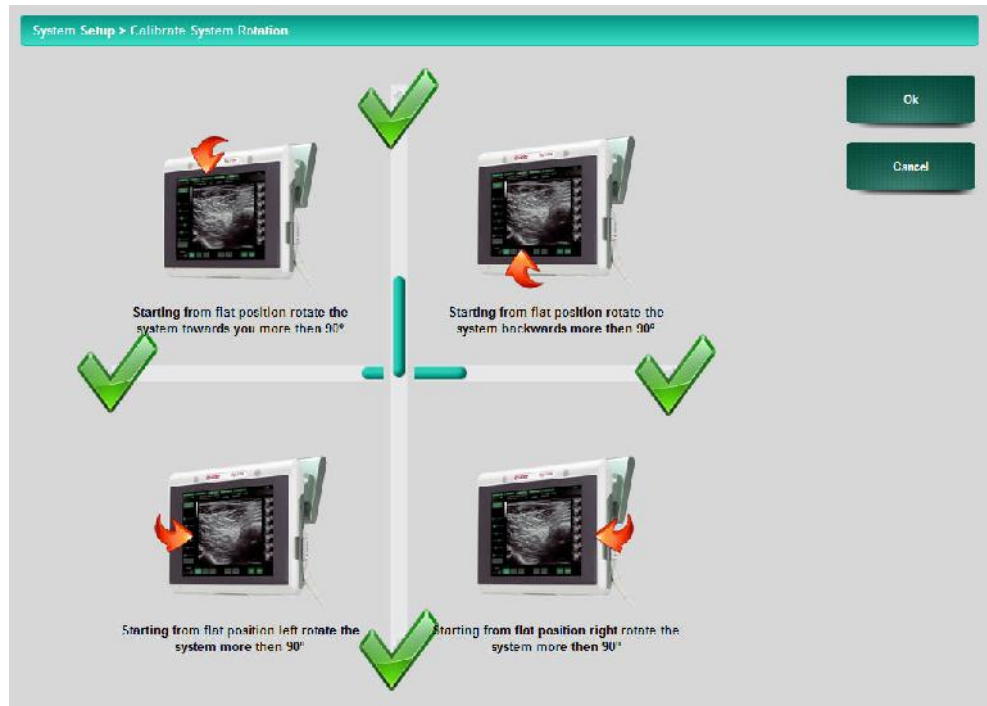 System Setup > Calibrate System Rotation
Ok
Cancel
Starting from flat position rotate the
system towards you more then 90°
Starting from flat position rotate the
system backwards more then 90°
Starting from flat position left rotate the
system more then 90°
Starting from flat position right rotate the
system more then 90°